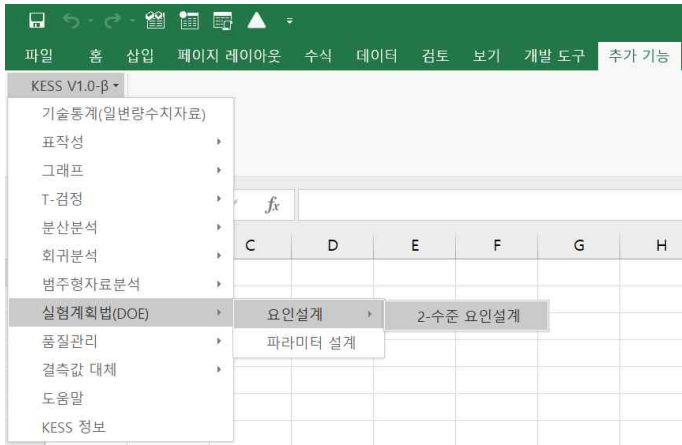 파일 홈 삽입 페이지 레이아웃 수식 데이터 검토 보기 개발 도구 추가 기능
KESS V1.0-β
기술통계(일변량수치자료)
표작성
그래프
T-검정
분산분석
회귀분석
범주형자료분석
실험계획법(DOE)
품질관리
결측값 대체
도움말
KESS 정보
요인설계
파라미터 설계
2-수준 요인설계
fx
C D E F G H